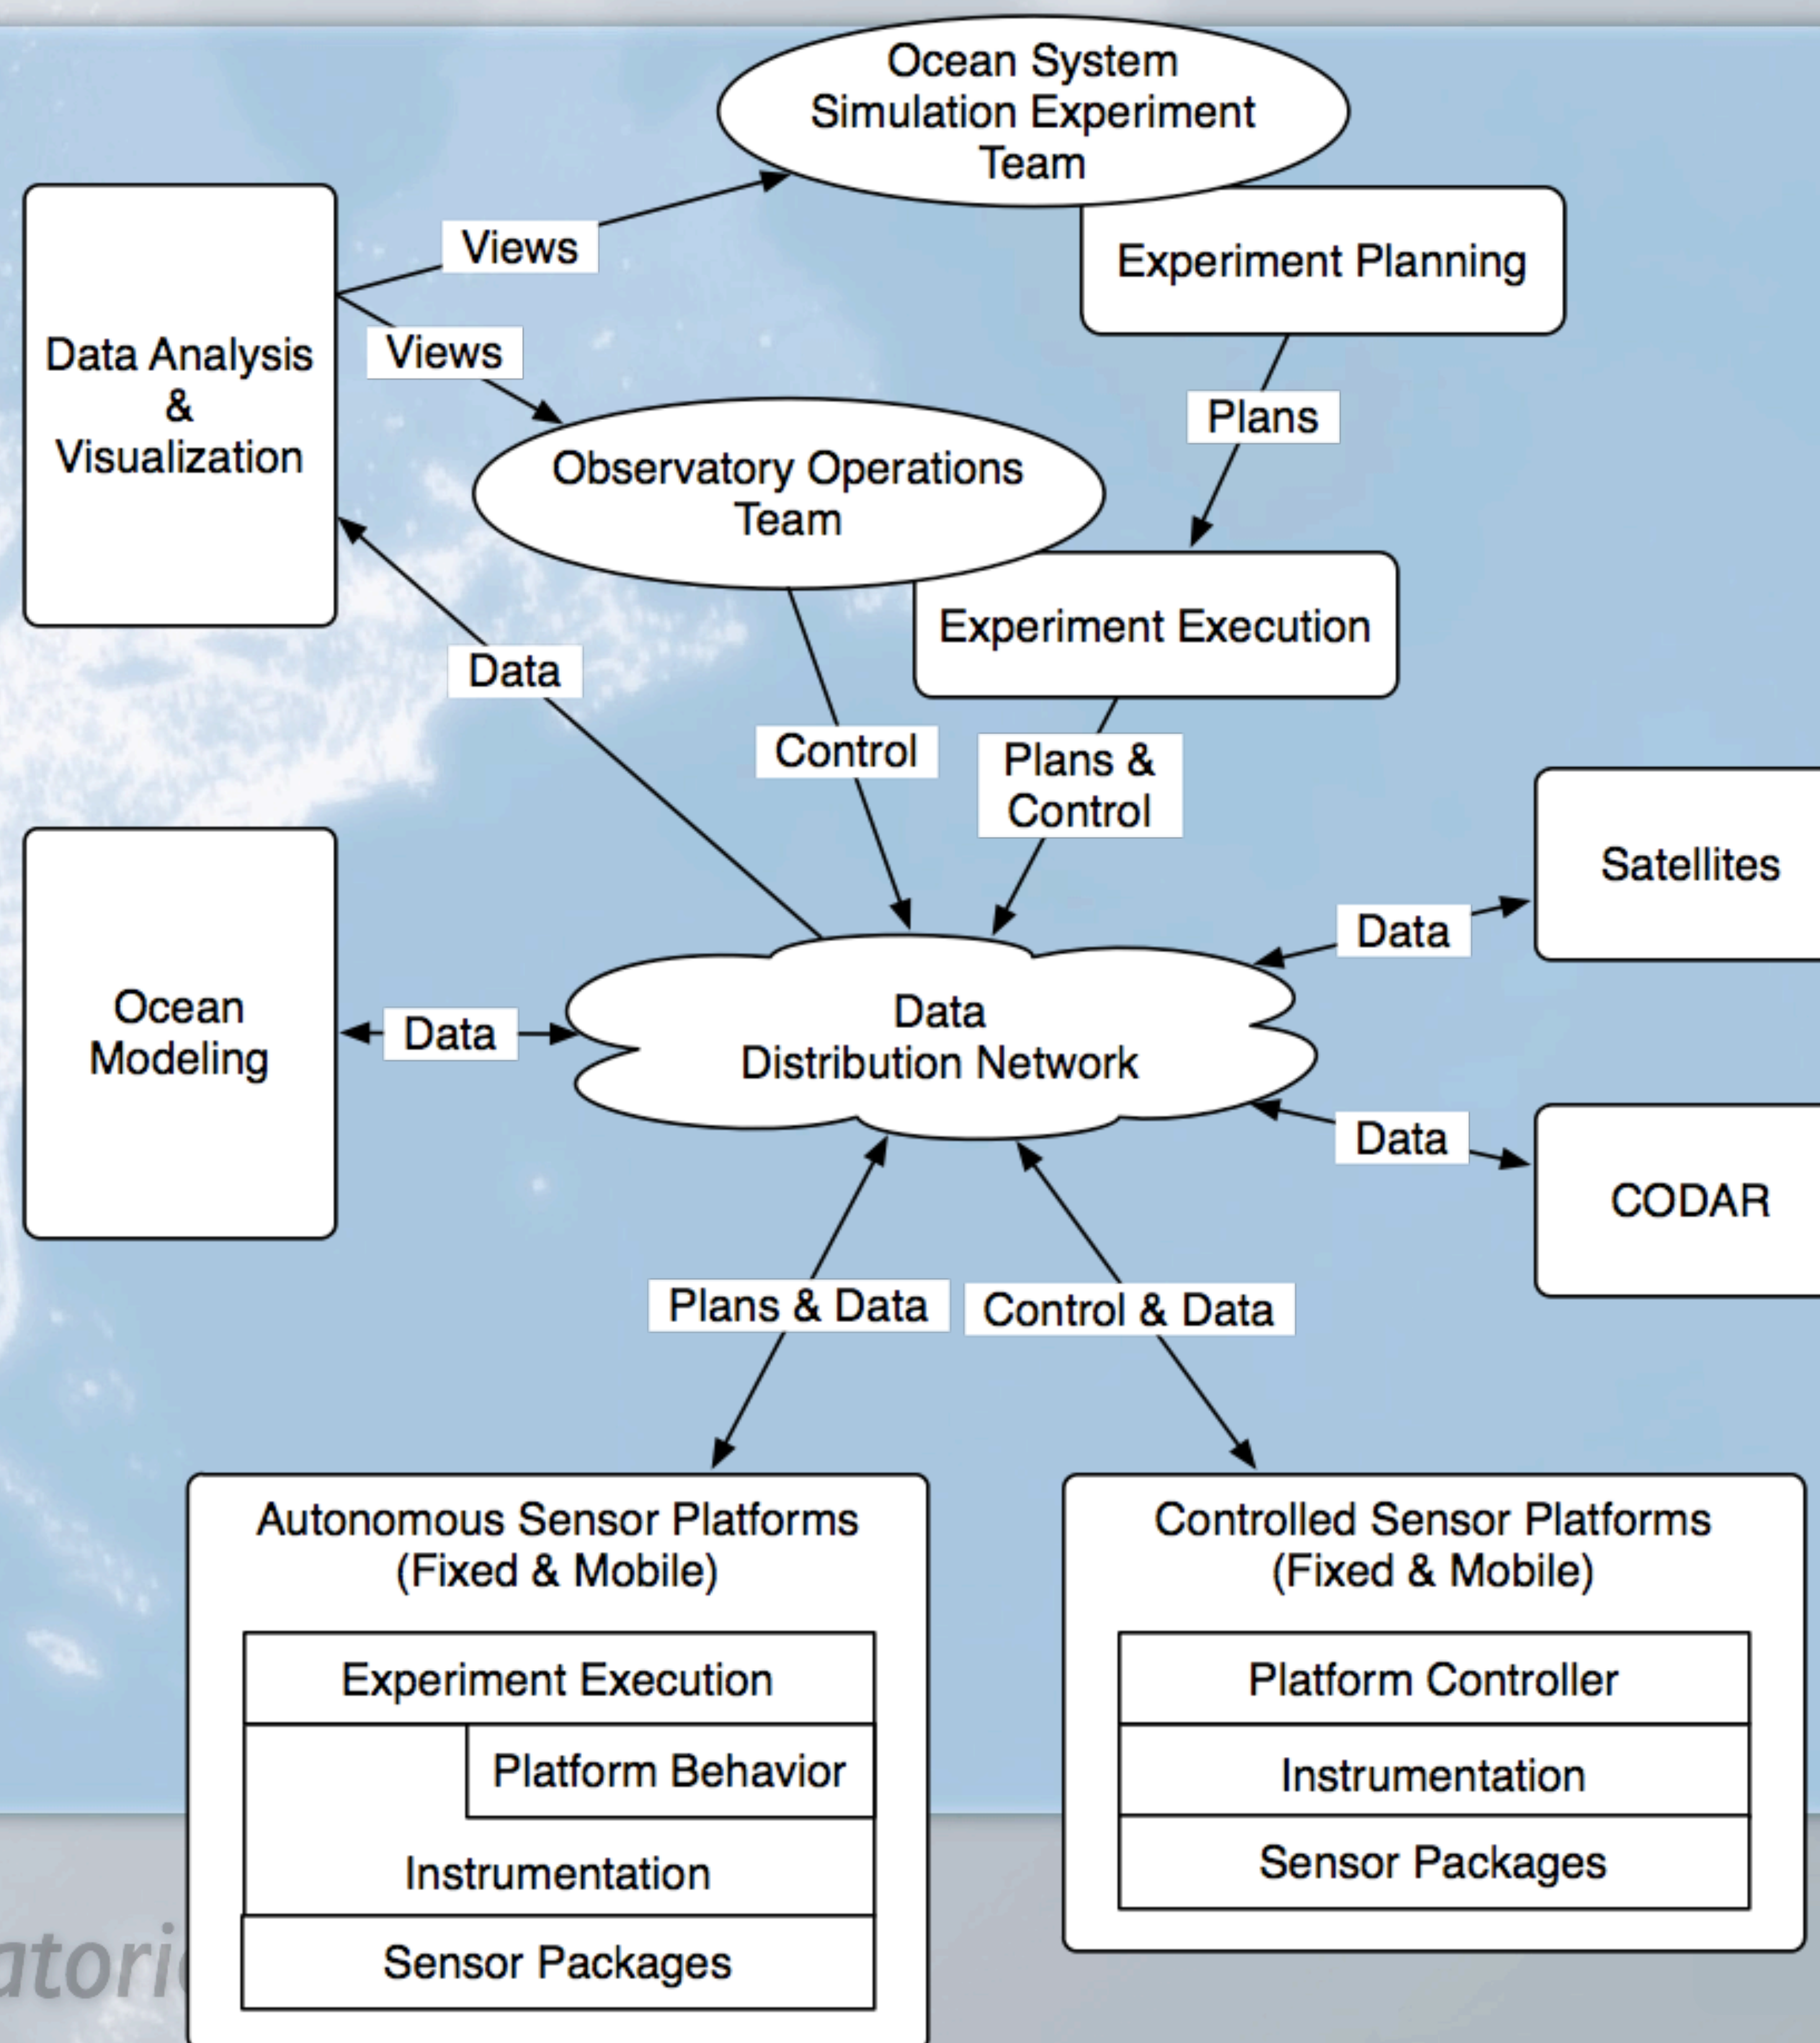 Ocean System
Simulation Experiment
Team
Views
Experiment Planning
Data Analysis
&
Visualization
Views
Plans
Observatory Operations
Team
Experiment Execution
Data
Control
Plans &
Control
Satellites
Data
Ocean
Modeling
Data
Data
Distribution Network
Data
CODAR
Plans & Data
Control & Data
Autonomous Sensor Platforms
(Fixed & Mobile)
Experiment Execution
Platform Behavior
Instrumentation
Sensor Packages
Controlled Sensor Platforms
(Fixed & Mobile)
Platform Controller
Instrumentation
Sensor Packages